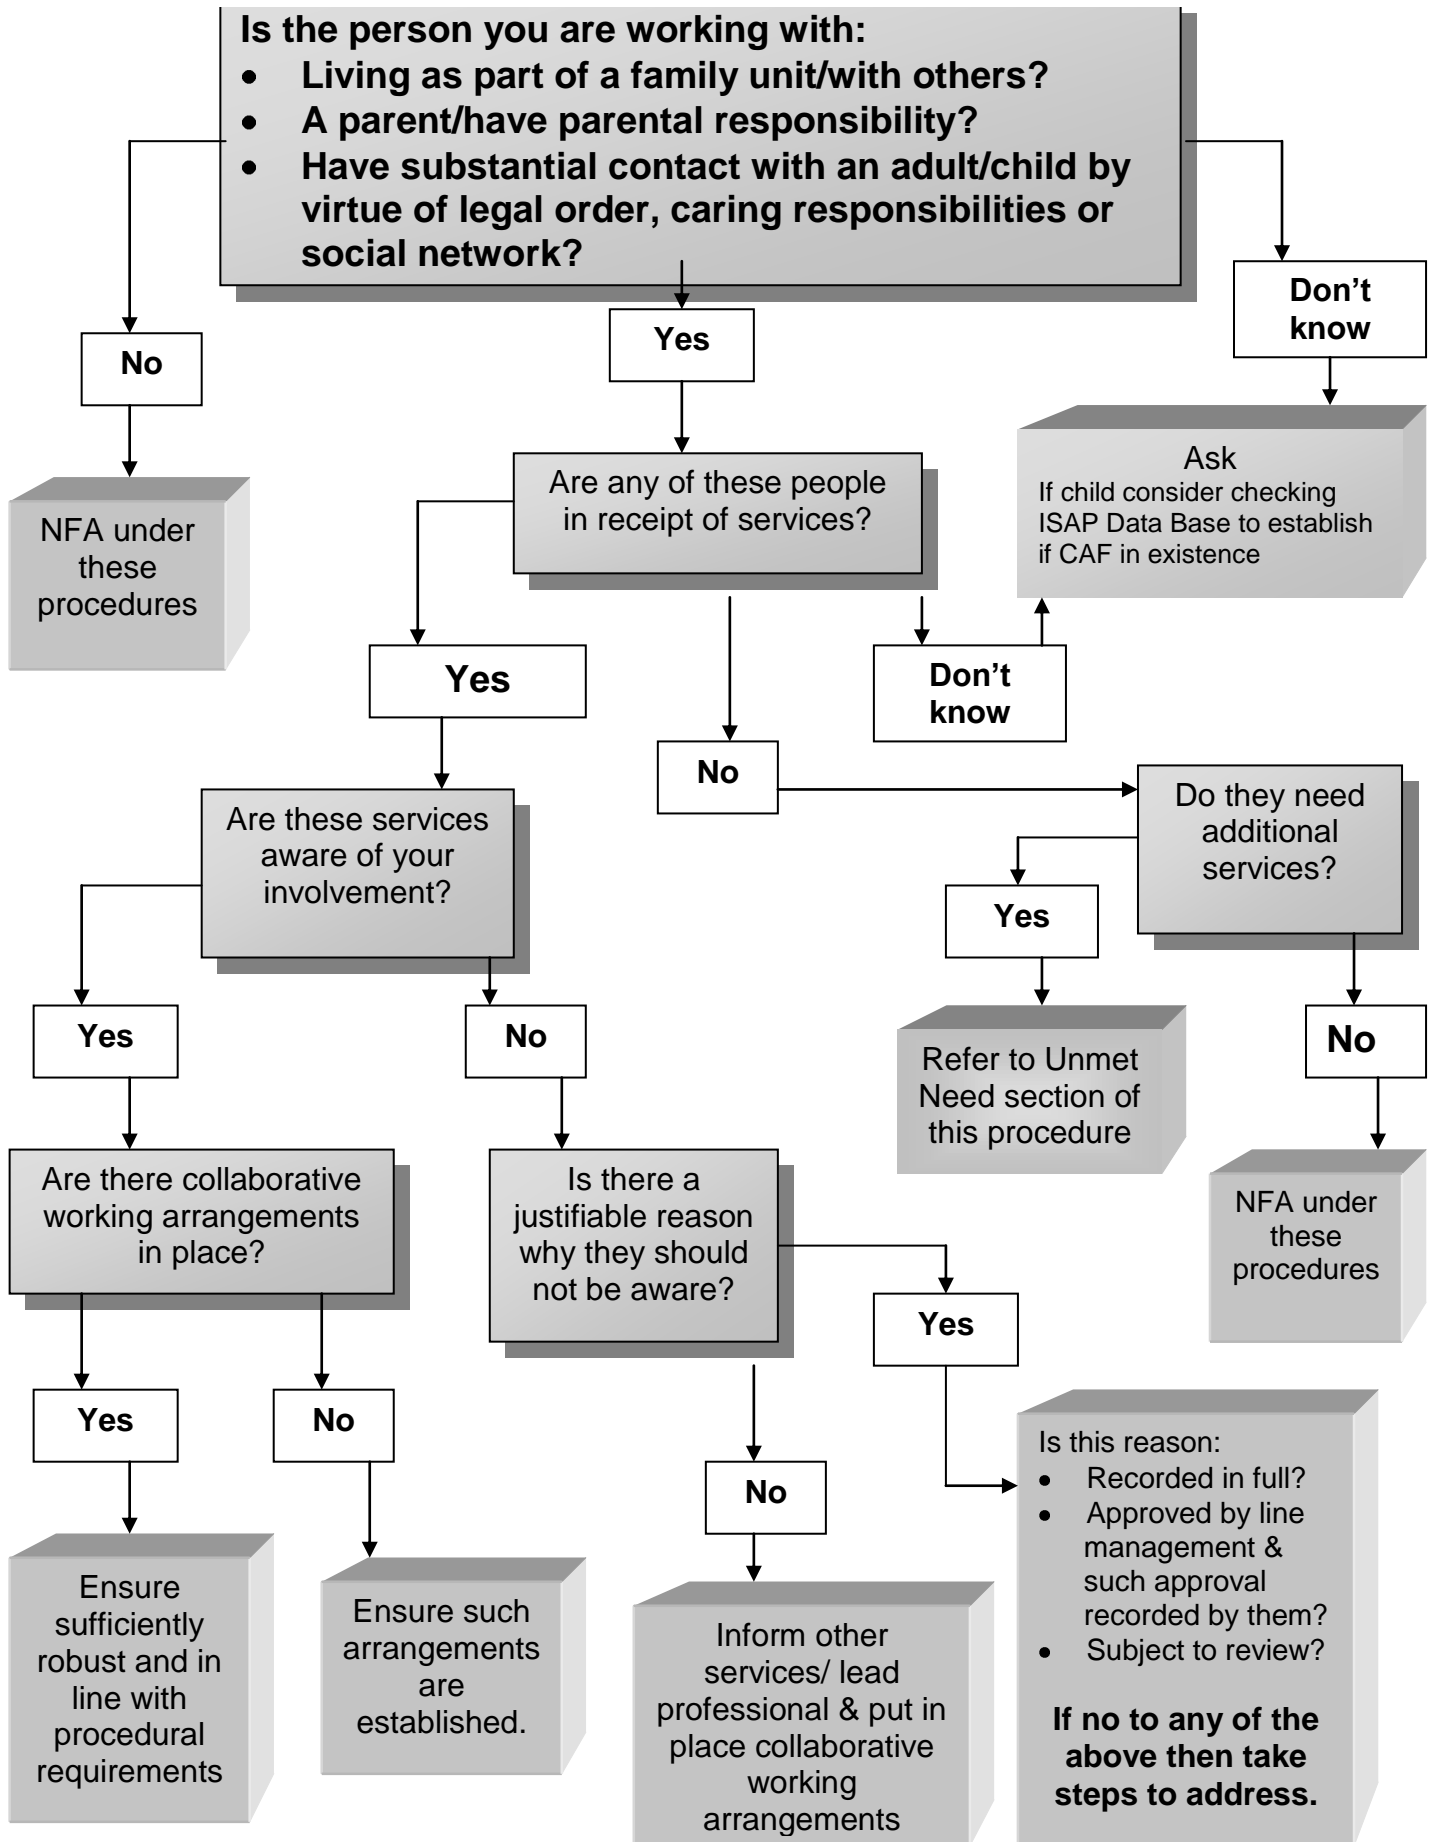 Is the person you are working with:
• Living as part of a family unit/with others?
• A parent/have parental responsibility?
• Have substantial contact with an adult/child by
virtue of legal order, caring responsibilities or
social network?
No
Yes
Don't
know
NFA under
these
procedures
Are any of these people
in receipt of services?
Ask
If child consider checking
ISAP Data Base to establish
if CAF in existence
Yes
No
Don't
know
Are these services
aware of your
involvement?
Do they need
additional
services?
Yes
No
Yes
No
Refer to Unmet
Need section of
this procedure
NFA under
these
procedures
Are there collaborative
working arrangements
in place?
Is there a
justifiable reason
why they should
not be aware?
Yes
No
No
Yes
Ensure
sufficiently
robust and in
line with
procedural
requirements
Ensure such
arrangements
are
established.
Inform other
services/ lead
professional & put in
place collaborative
working
arrangements
Is this reason:
• Recorded in full?
• Approved by line
management &
such approval
recorded by them?
• Subject to review?
If no to any of the
above then take
steps to address.